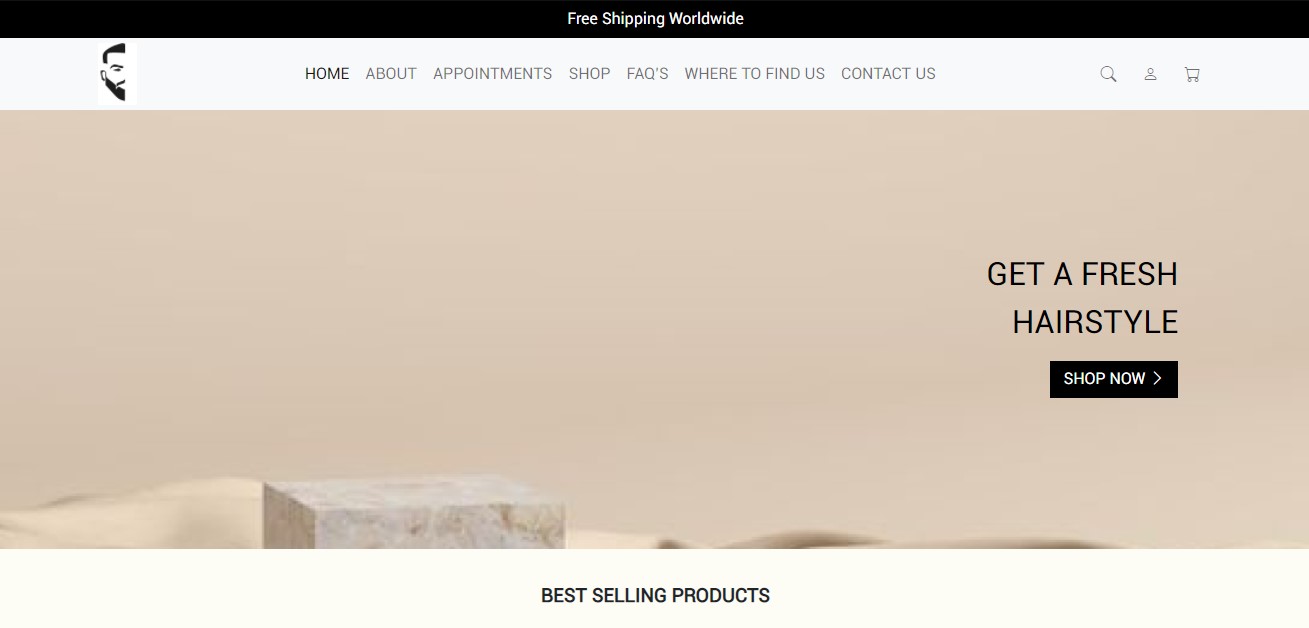 Free Shipping Worldwide
HOME ABOUT APPOINTMENTS SHOP FAQ'S WHERE TO FIND US CONTACT US
GET A FRESH
HAIRSTYLE
SHOP NOW
BEST SELLING PRODUCTS